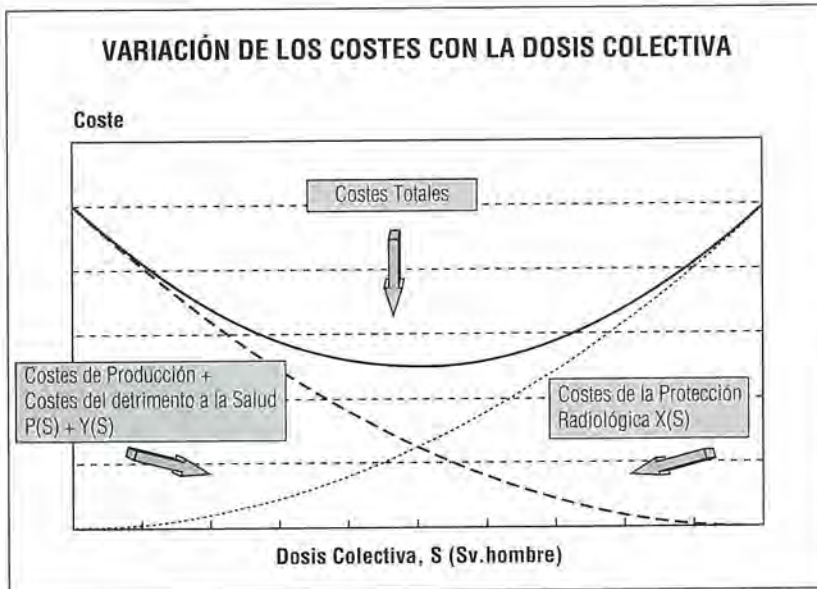 VARIACIÓN DE LOS COSTES CON LA DOSIS COLECTIVA
Coste
Costes Totales
Costes de Producción +
Costes del detrimento a la Salud
P(S) + Y(S)
Costes de la Protección
Radiológica X(S)
Dosis Colectiva, S (Sv.hombre)